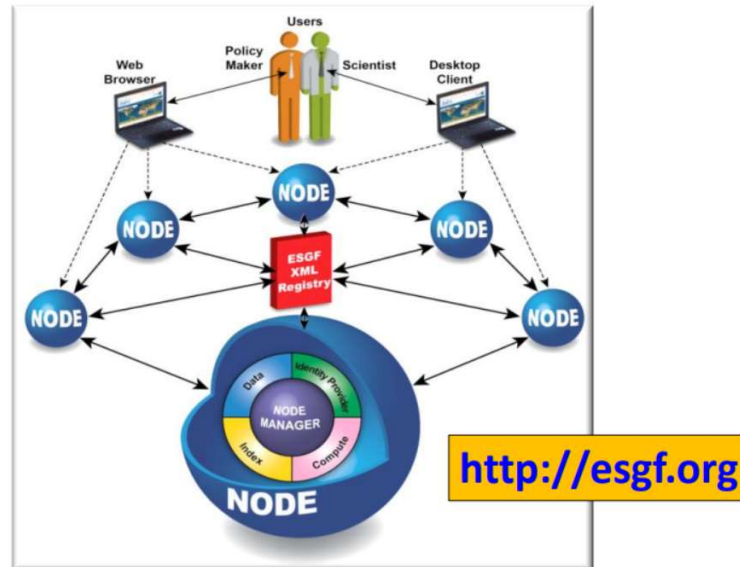 Users
Policy
Maker
Scientist
Web
Browser
Desktop
Client
NODE
NODE
NODE
ESGF
XML
Registry
NODE
NODE
Data
Identity Provider
NODE
MANAGER
Index
Compute
NODE
http://esgf.org